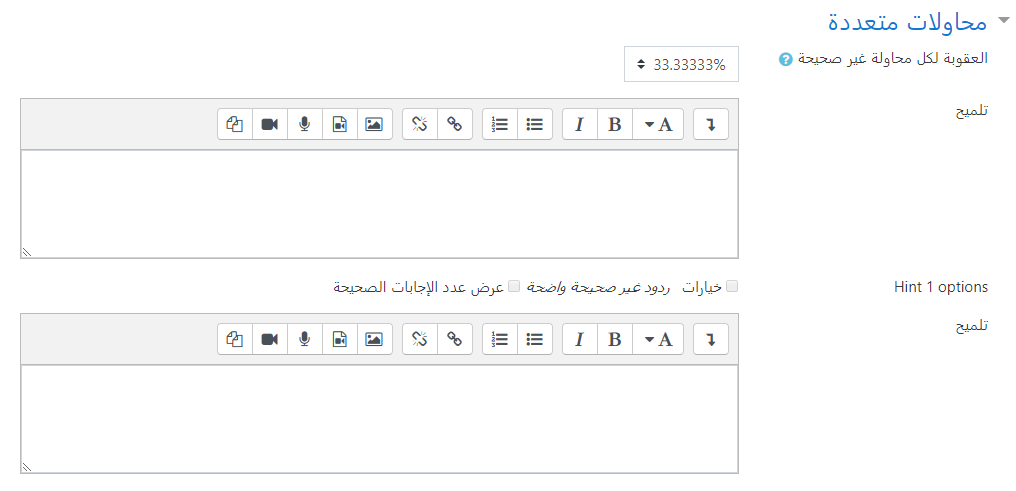 محاولات متعددة
العقوبة لكل محاولة غير صحيحة
33.33333%
تلميح
A B I
Hint 1 options
خيارات ردود غير صحيحة واضحة عرض عدد الإجابات الصحيحة
تلميح
A B I